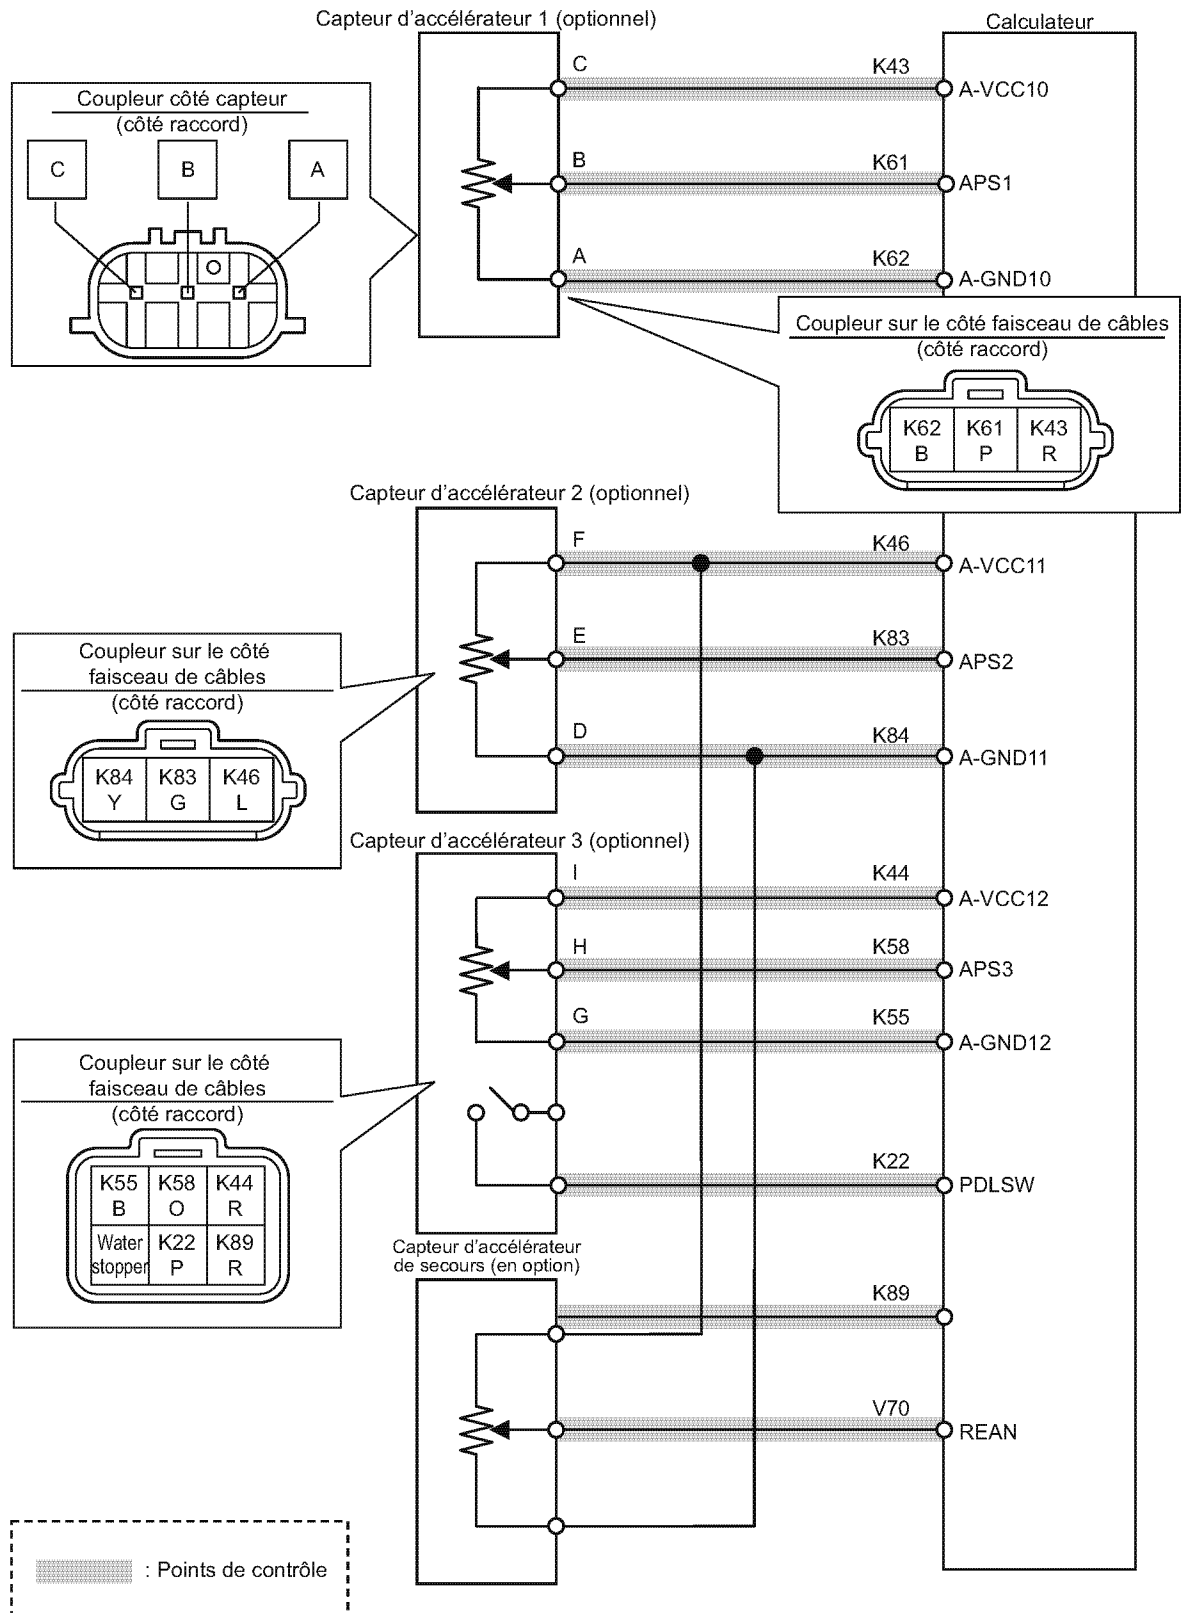 Capteur d'accélérateur 1 (optionnel)
Calculateur
Coupleur côté capteur
(côté raccord)
C
B
A
C
K43
A-VCC10
B
K61
APS1
A
K62
A-GND10
Coupleur sur le côté faisceau de câbles
(côté raccord)
K62 K61 K43
B P R
Capteur d'accélérateur 2 (optionnel)
F
K46
A-VCC11
E
K83
APS2
D
K84
A-GND11
Coupleur sur le côté
faisceau de câbles
(côté raccord)
K84 K83 K46
Y G L
Capteur d'accélérateur 3 (optionnel)
I
K44
A-VCC12
H
K58
APS3
G
K55
A-GND12
Coupleur sur le côté
faisceau de câbles
(côté raccord)
K55 K58 K44
B O R
Water K22 K89
stopper P R
K22
PDLSW
Capteur d'accélérateur
de secours (en option)
K89
V70
REAN
: Points de contrôle